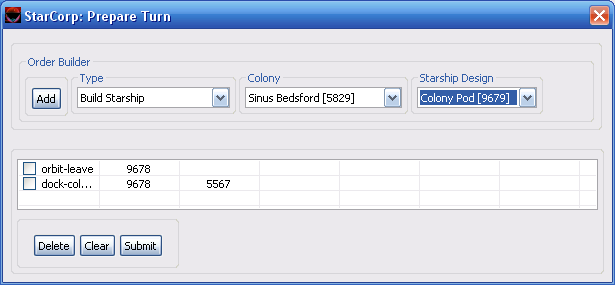 StarCorp: Prepare Turn
Order Builder
Type Colony Starship Design
Add Build Starship Sinus Bedsford [5829] Colony Pod [9679]
orbit-leave 9678
dock-col... 9678 5567
Delete Clear Submit